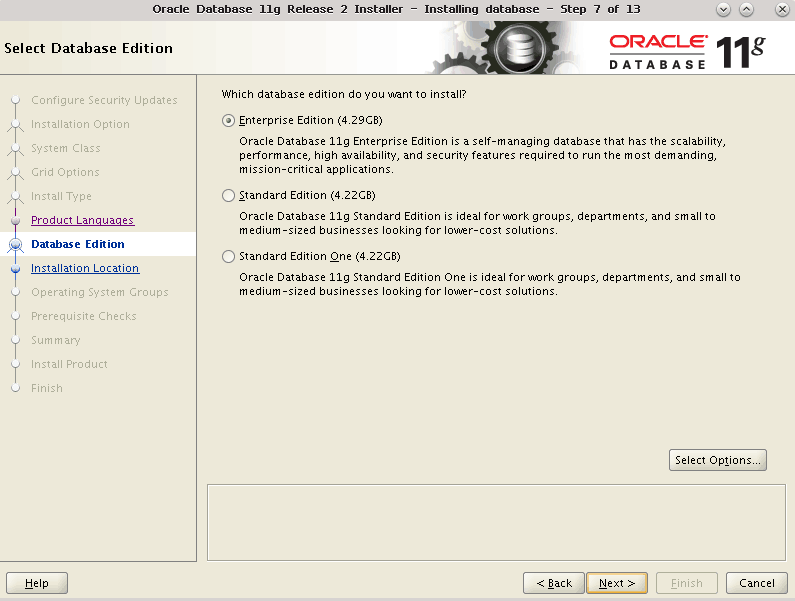 Oracle Database 11g Release 2 Installer - Installing database - Step 7 of 13
Select Database Edition
ORACLE
DATABASE
11g
Configure Security Updates
Installation Option
System Class
Grid Options
Install Type
Product Languages
Database Edition
Installation Location
Operating System Groups
Prerequisite Checks
Summary
Install Product
Finish
Which database edition do you want to install?
Enterprise Edition (4.29GB)
Oracle Database 11g Enterprise Edition is a self-managing database that has the scalability,
performance, high availability, and security features required to run the most demanding,
mission-critical applications.
Standard Edition (4.22GB)
Oracle Database 11g Standard Edition is ideal for work groups, departments, and small to
medium-sized businesses looking for lower-cost solutions.
Standard Edition One (4.22GB)
Oracle Database 11g Standard Edition One is ideal for work groups, departments, and small to
medium-sized businesses looking for lower-cost solutions.
Select Options...
Help
< Back
Next >
Finish
Cancel